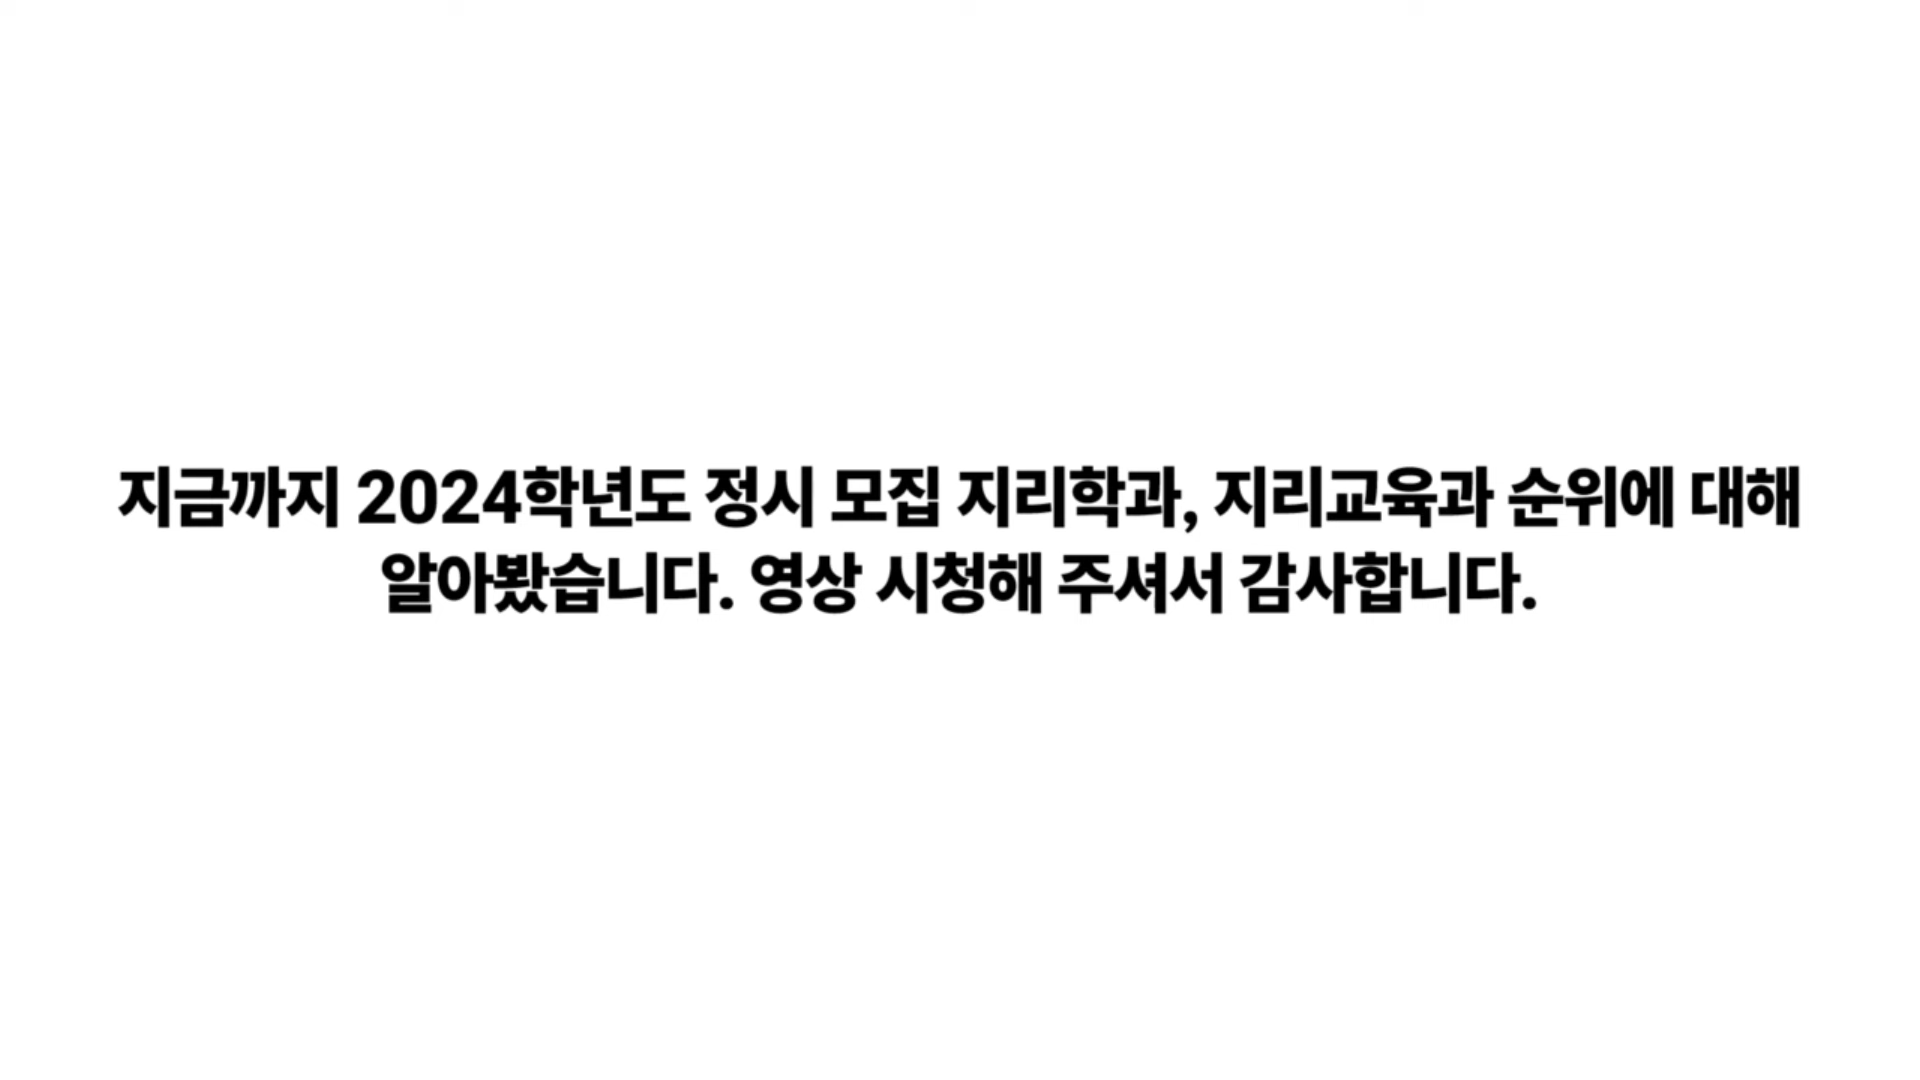 지금까지 2024학년도 정시 모집 지리학과, 지리교육과 순위에 대해
알아봤습니다. 영상 시청해 주셔서 감사합니다.